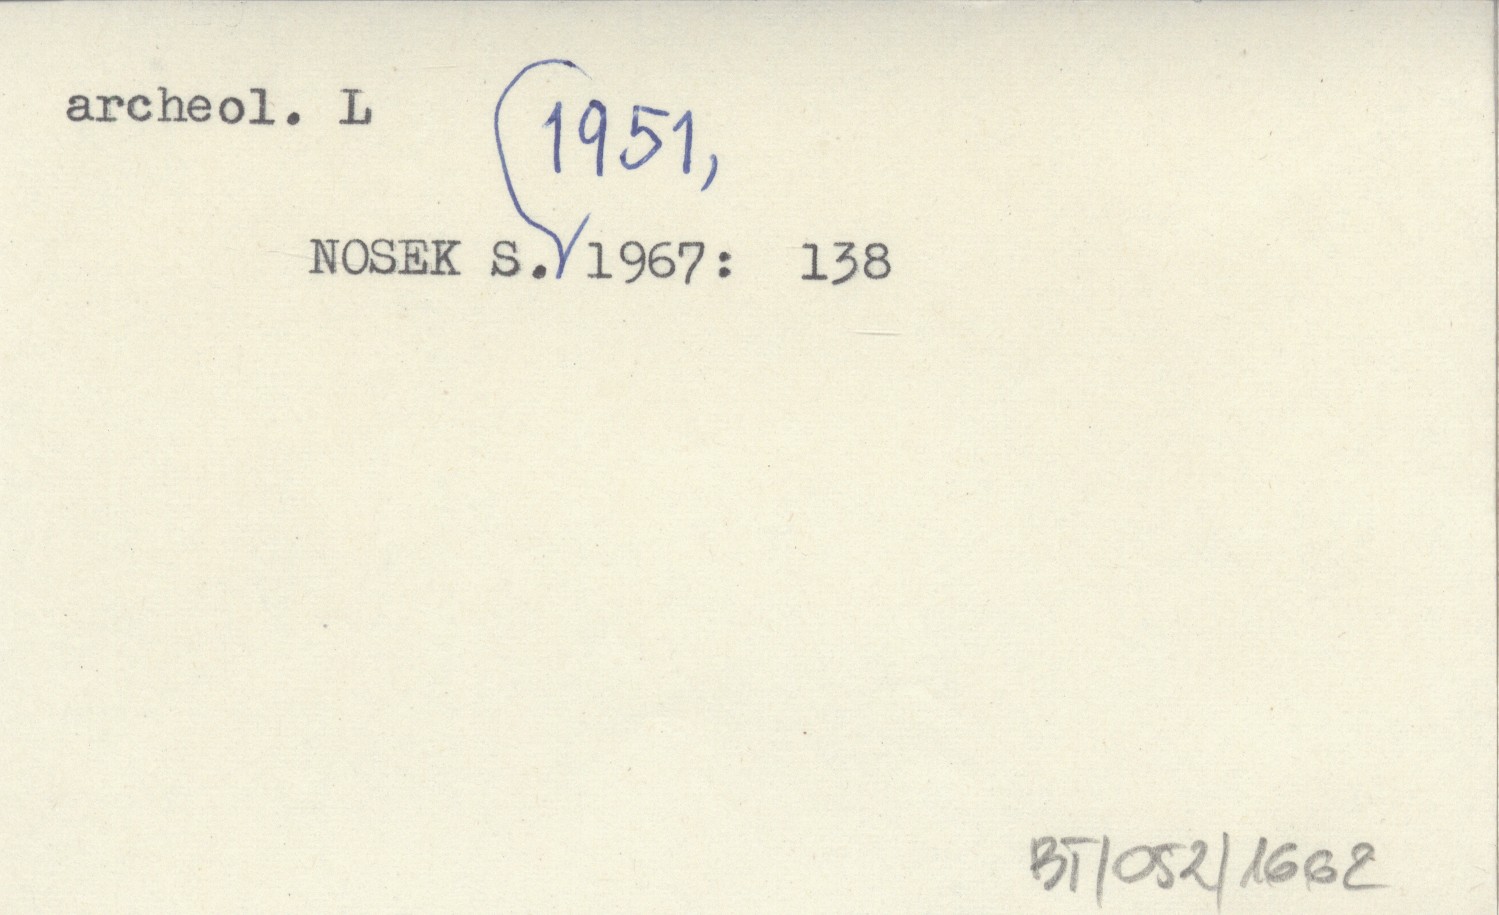 archeol. L
1951,
NOSEK S. 1967: 138
BT/052/1662